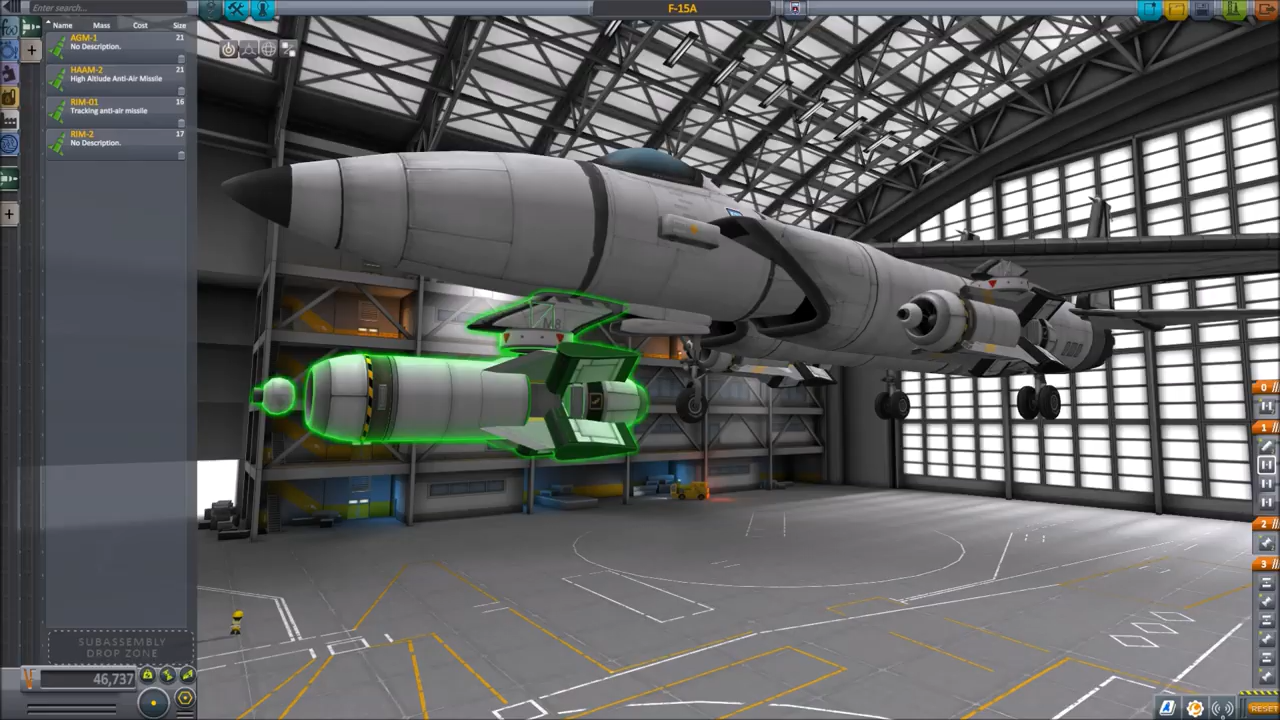 Enter search...
F-15A
Name Mass Cost Size
AGM-1 21
No Description.
HAAM-2 21
High Altiude Anti-Air Missile
RIM-01 16
Tracking anti-air missile
RIM-2 17
No Description.
SUBASSEMBLY
DROP ZONE
46,737
0
1
2
3
RESET